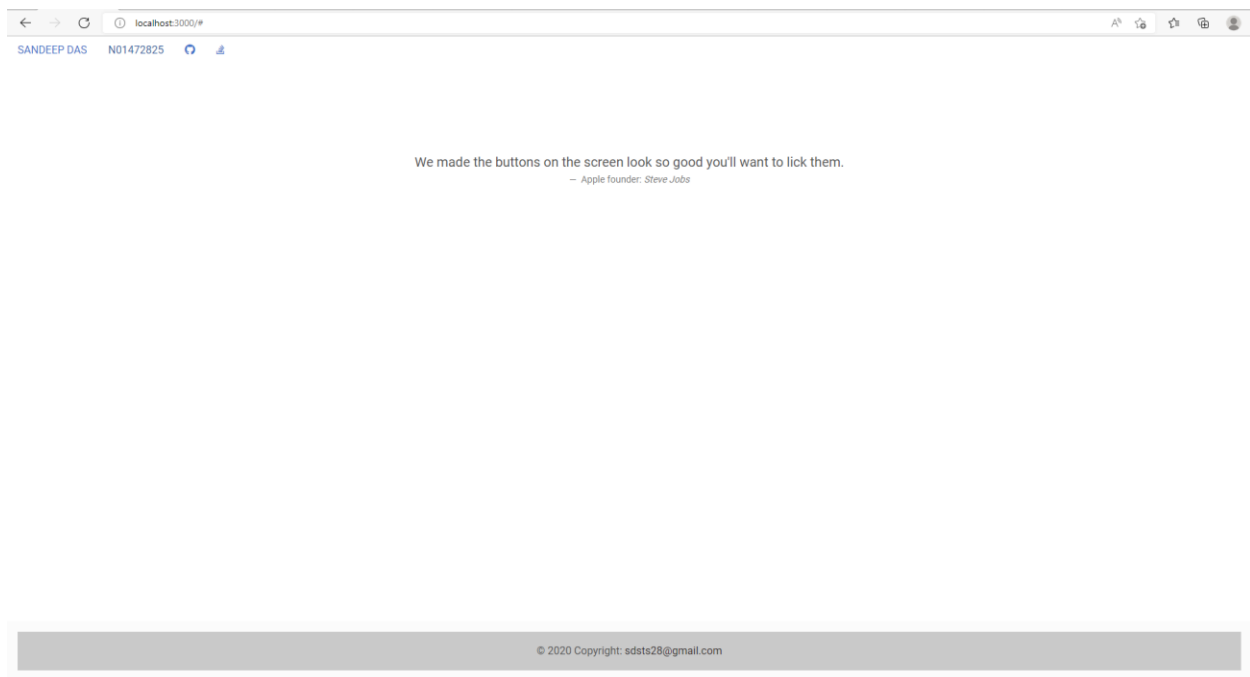 localhost:3000/#
SANDEEP DAS N01472825
We made the buttons on the screen look so good you'll want to lick them.
— Apple founder: Steve Jobs
© 2020 Copyright: sdsts28@gmail.com